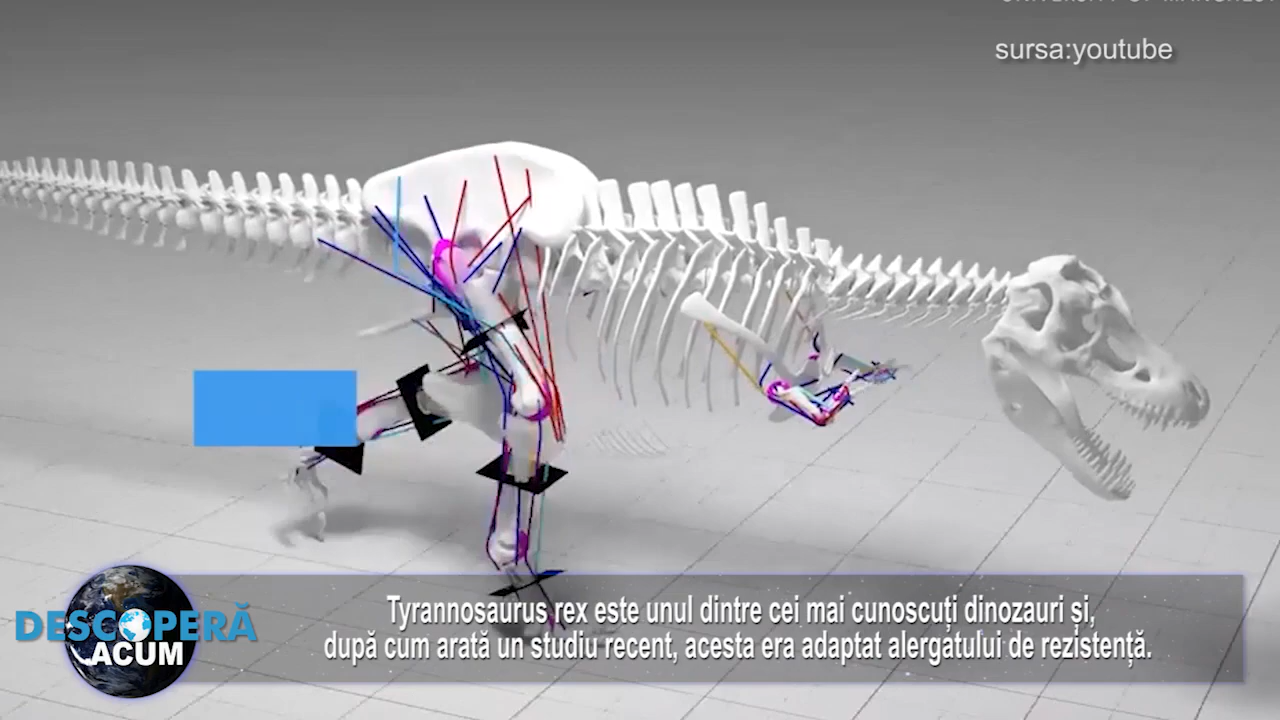 sursa:youtube
Tyrannosaurus rex este unul dintre cei mai cunoscuți dinozauri și,
după cum arată un studiu recent, acesta era adaptat alergatului de rezistență.
DESCOPERĂ
ACUM